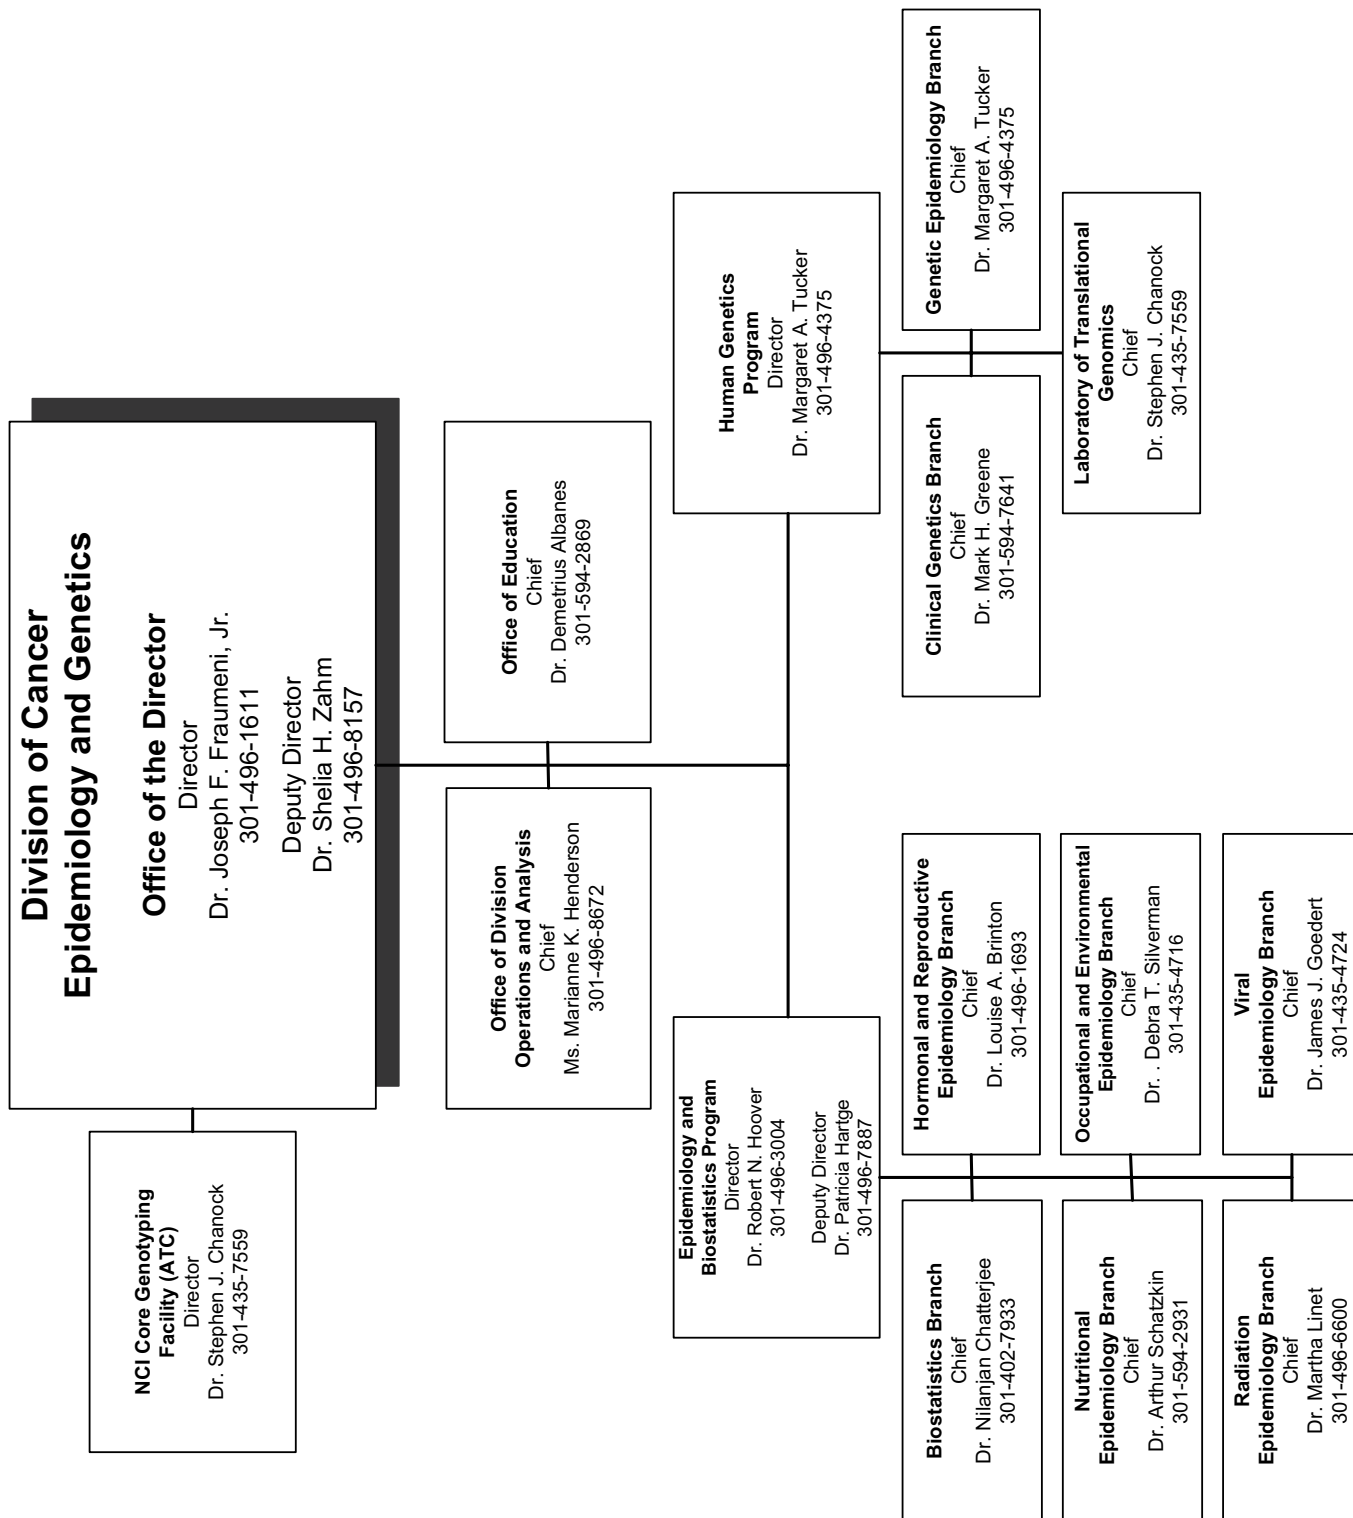 Division of Cancer
Epidemiology and Genetics
Office of the Director
Director
Dr. Joseph F. Fraumeni, Jr.
301-496-1611
Deputy Director
Dr. Shelia H. Zahm
301-496-8157
NCI Core Genotyping
Facility (ATC)
Director
Dr. Stephen J. Chanock
301-435-7559
Office of Division
Operations and Analysis
Chief
Ms. Marianne K. Henderson
301-496-8672
Office of Education
Chief
Dr. Demetrius Albanes
301-594-2869
Epidemiology and
Biostatistics Program
Director
Dr. Robert N. Hoover
301-496-3004
Deputy Director
Dr. Patricia Hartge
301-496-7887
Human Genetics
Program
Director
Dr. Margaret A. Tucker
301-496-4375
Biostatistics Branch
Chief
Dr. Nilanjan Chatterjee
301-402-7933
Hormonal and Reproductive
Epidemiology Branch
Chief
Dr. Louise A. Brinton
301-496-1693
Clinical Genetics Branch
Chief
Dr. Mark H. Greene
301-594-7641
Genetic Epidemiology Branch
Chief
Dr. Margaret A. Tucker
301-496-4375
Nutritional
Epidemiology Branch
Chief
Dr. Arthur Schatzkin
301-594-2931
Occupational and Environmental
Epidemiology Branch
Chief
Dr. . Debra T. Silverman
301-435-4716
Laboratory of Translational
Genomics
Chief
Dr. Stephen J. Chanock
301-435-7559
Radiation
Epidemiology Branch
Chief
Dr. Martha Linet
301-496-6600
Viral
Epidemiology Branch
Chief
Dr. James J. Goedert
301-435-4724